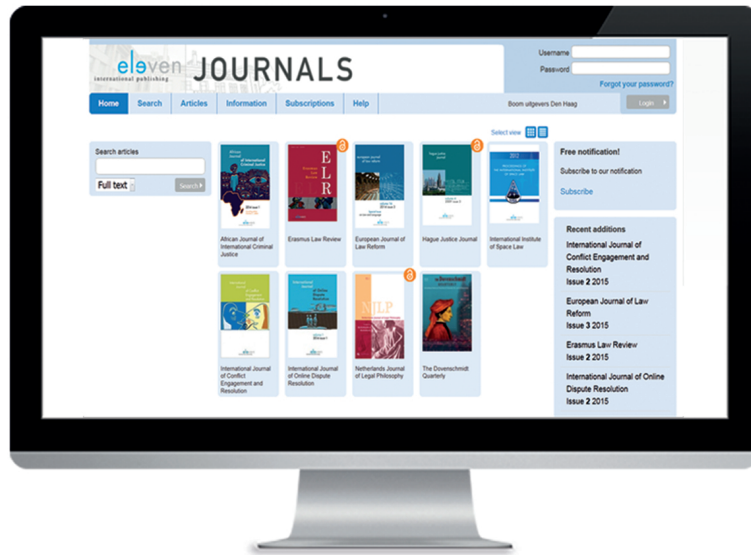 eleven
international publishing
JOURNALS
Username
Password
Forgot your password?
Home
Search
Articles
Information
Subscriptions
Help
Boom uitgevers Den Haag
Login
Select view
Search articles
Full text
Search
African Journal of
International Criminal
Justice
ELR
Erasmus
Law
Review
Erasmus Law Review
European Journal of
Law Reform
Hague Justice Journal
2012
International Institute
of Space Law
Free notification!
Subscribe to our notification
Subscribe
Recent additions
International Journal of
Conflict Engagement and
Resolution
Issue 2 2015
European Journal of Law
Reform
Issue 3 2015
Erasmus Law Review
Issue 2 2015
International Journal of Online
Dispute Resolution
Issue 2 2015
International Journal
of Conflict
Engagement and
Resolution
International Journal
of Online Dispute
Resolution
NJLP
Netherlands Journal
of Legal Philosophy
The Dovenschmidt
Quarterly